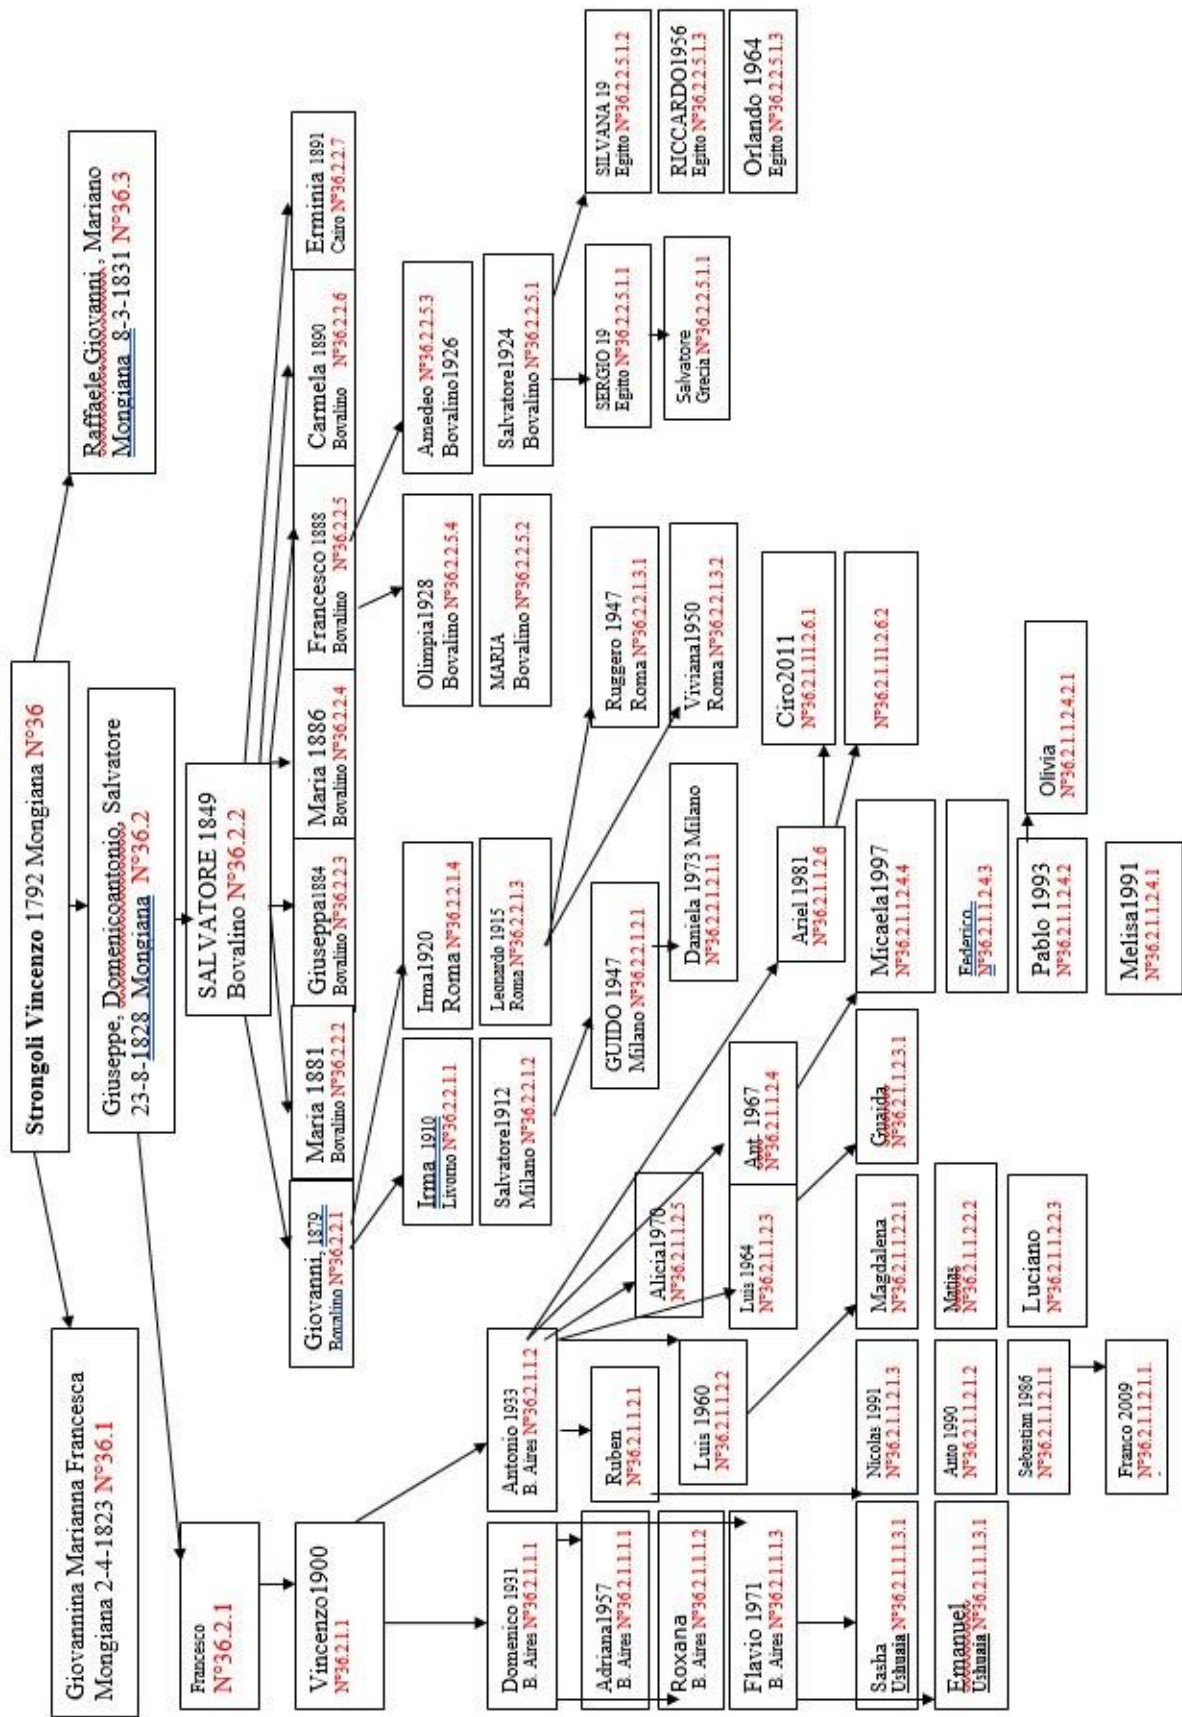 Strongoli Vincenzo 1792 Mongiana N°36
Giovannina Marianna Francesca
Mongiana 2-4-1823 N°36.1
Giuseppe, Domenicoantonio, Salvatore
23-8-1828 Mongiana N°36.2
Raffaele,Giovanni, Mariano
Mongiana 8-3-1831 N°36.3
Francesco
N°36.2.1
SALVATORE 1849
Bovalino N°36.2.2
Vincenzo1900
N°36.2.1.1
Giovanni, 1879
Bovalino N°36.2.2.1
Maria 1881
Bovalino N°36.2.2.2
Giuseppa1884
Bovalino N°36.2.2.3
Maria 1886
Bovalino N°36.2.2.4
Francesco 1888
Bovalino N°36.2.2.5
Carmela 1890
Bovalino N°36.2.2.6
Erminia 1891
Cairo N°36.2.2.7
Domenico 1931
B. Aires N°36.2.1.1.1
Antonio 1933
B. Aires N°36.2.1.1.2
Irma 1910
Livorno N°36.2.2.1.1
Irma1920
Roma N°36.2.2.1.4
Olimpia1928
Bovalino N°36.2.2.5.4
Amedeo N°36.2.2.5.3
Bovalino1926
Salvatore1912
Milano N°36.2.2.1.2
Leonardo 1915
Roma N°36.2.2.1.3
MARIA
Bovalino N°36.2.2.5.2
Salvatore1924
Bovalino N°36.2.2.5.1
Adriana1957
B. Aires N°36.2.1.1.1.1
Ruben
N°36.2.1.1.2.1
GUIDO 1947
Milano N°36.2.2.1.2.1
Ruggero 1947
Roma N°36.2.2.1.3.1
SERGIO 19
Egitto N°36.2.2.5.1.1
SILVANA 19
Egitto N°36.2.2.5.1.2
Roxana
B. Aires N°36.2.1.1.1.2
Luis 1960
N°36.2.1.1.2.2
Alicia1970
N°36.2.1.1.2.5
Daniela 1973 Milano
N°36.2.2.1.2.1.1
Viviana1950
Roma N°36.2.2.1.3.2
Salvatore
Grecia N°36.2.2.5.1.1
RICCARDO1956
Egitto N°36.2.2.5.1.3
Flavio 1971
B. Aires N°36.2.1.1.1.3
Luis 1964
N°36.2.1.1.2.3
Ant 1967
N°36.2.1.1.2.4
Ariel 1981
N°36.2.1.1.2.6
Ciro2011
N°36.2.1.11.2.6.1
Orlando 1964
Egitto N°36.2.2.5.1.3
N°36.2.1.11.2.6.2
Sasha
Ushuaia N°36.2.1.1.1.3.1
Nicolas 1991
N°36.2.1.1.2.1.3
Magdalena
N°36.2.1.1.2.2.1
Guaida
N°36.2.1.1.2.3.1
Micaela1997
N°36.2.1.1.2.4.4
Emanuel
Ushuaia N°36.2.1.1.1.3.1
Anto 1990
N°36.2.1.1.2.1.2
Matias
N°36.2.1.1.2.2.2
Federico
N°36.2.1.1.2.4.3
Sebastian 1986
N°36.2.1.1.2.1.1
Luciano
N°36.2.1.1.2.2.3
Pablo 1993
N°36.2.1.1.2.4.2
Olivia
N°36.2.1.1.2.4.2.1
Franco 2009
N°36.2.1.1.2.1.1.
.
Melisa1991
N°36.2.1.1.2.4.1